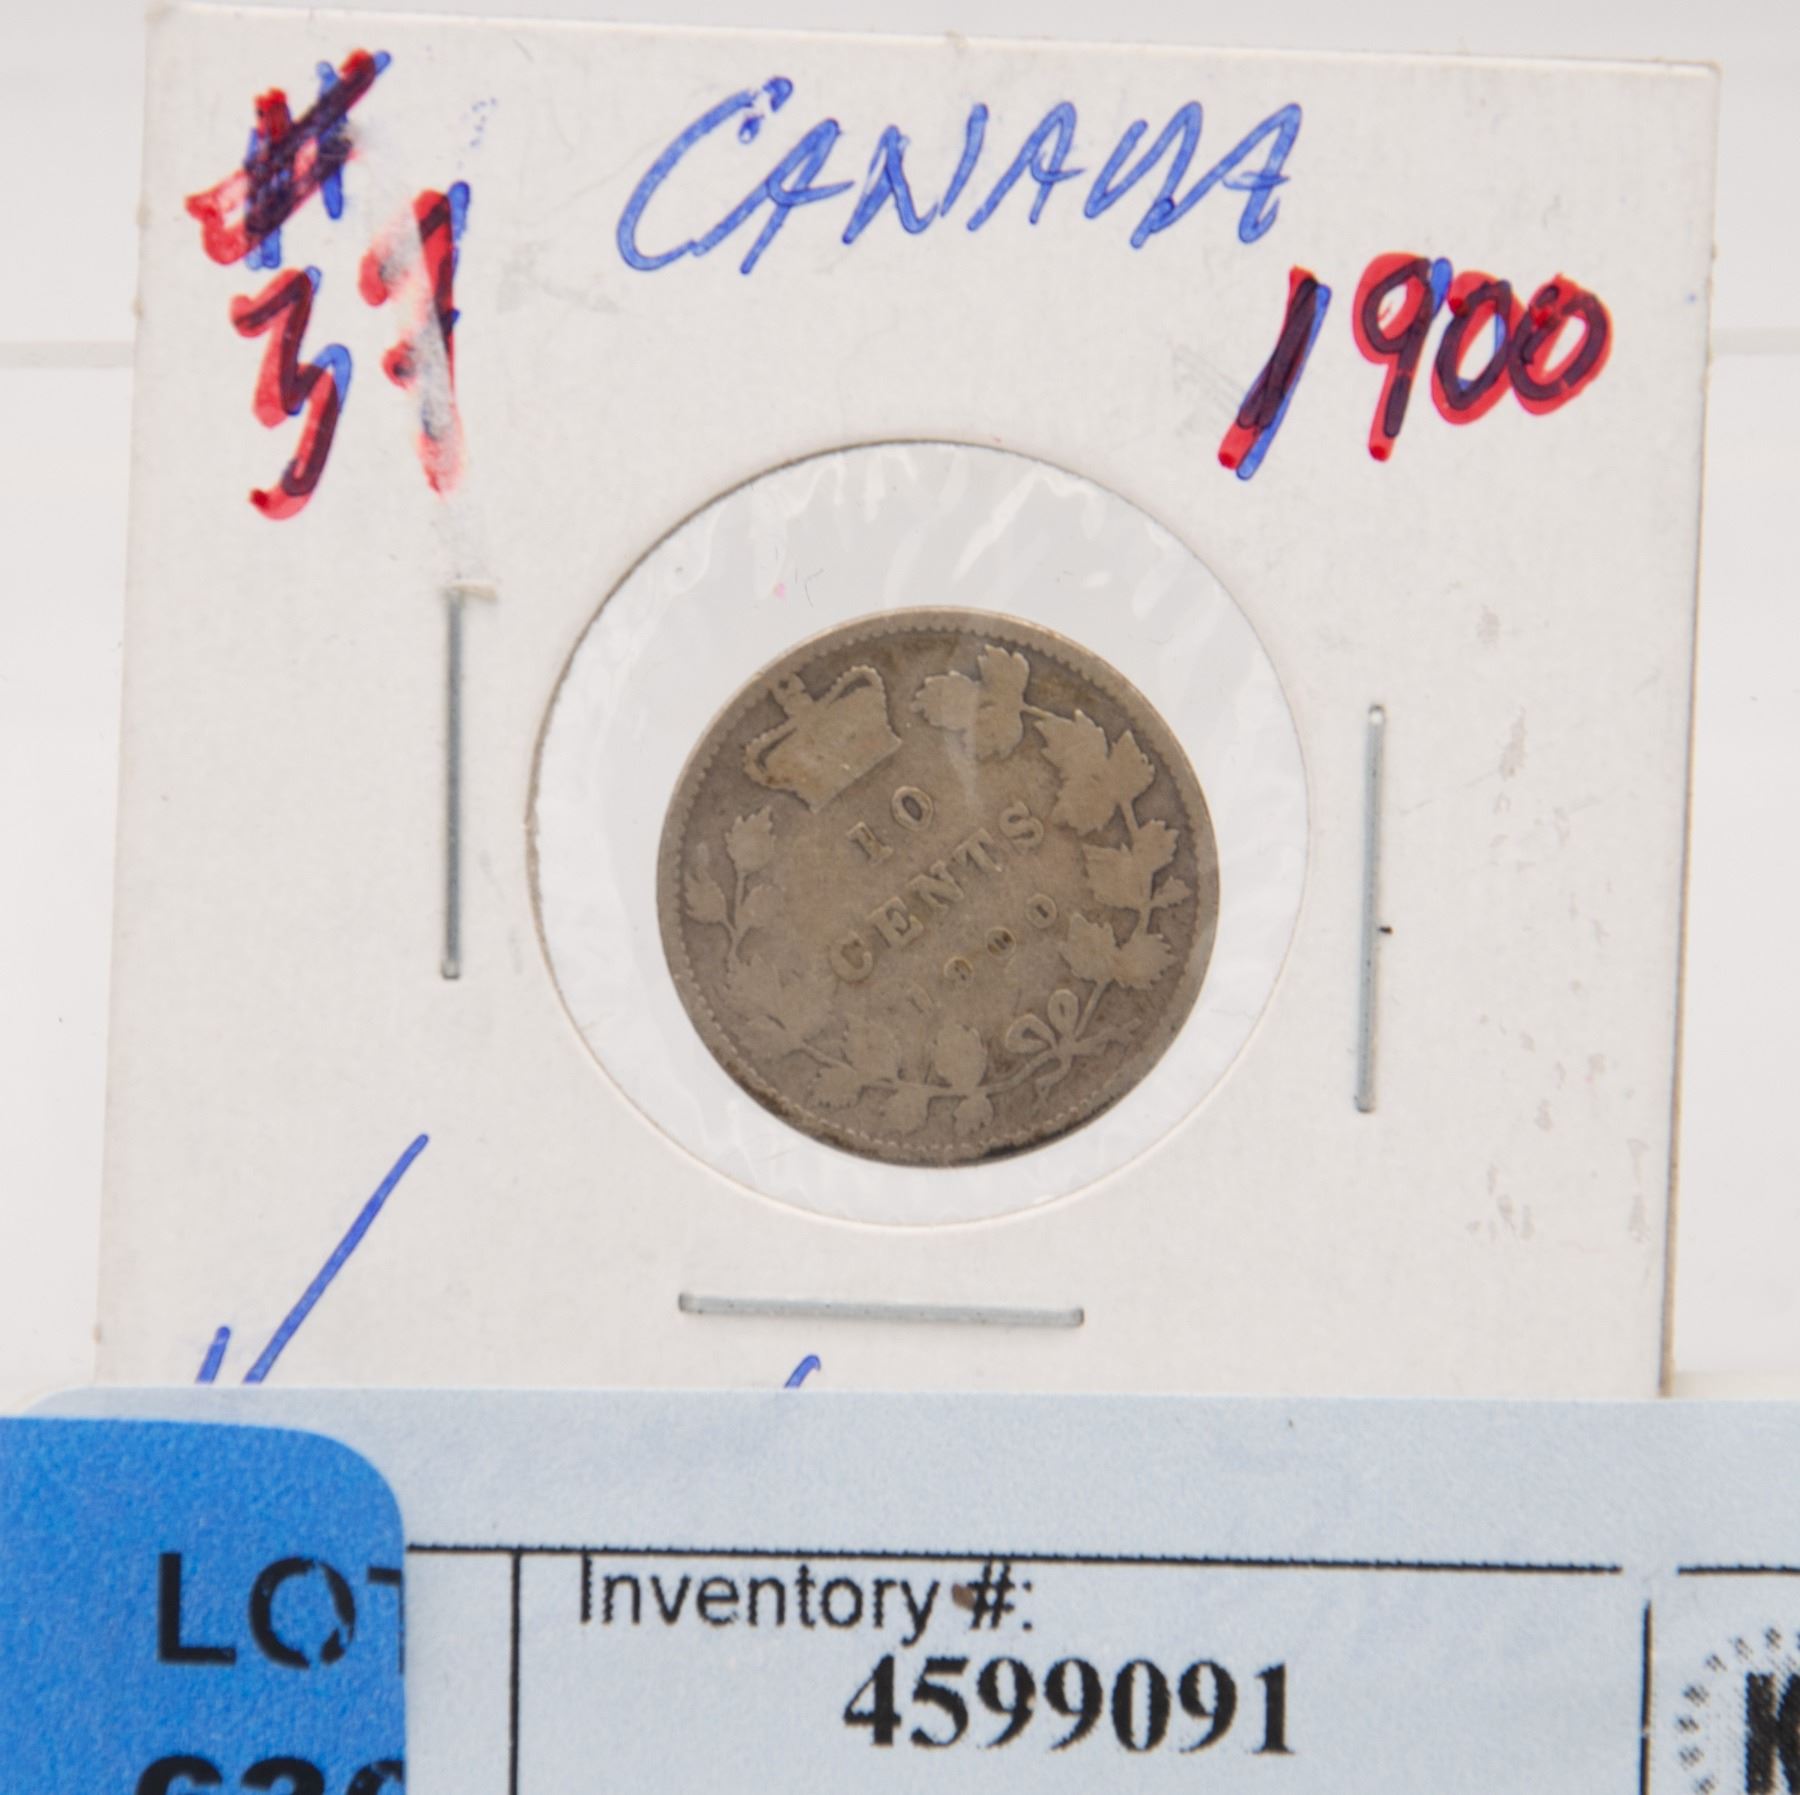 # CANADA
37 1900
10
CENTS
1900
LOT
Inventory #:
4599091